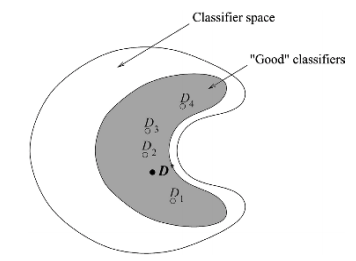 Classifier space
"Good" classifiers
D4
D3
D2
D*
D1